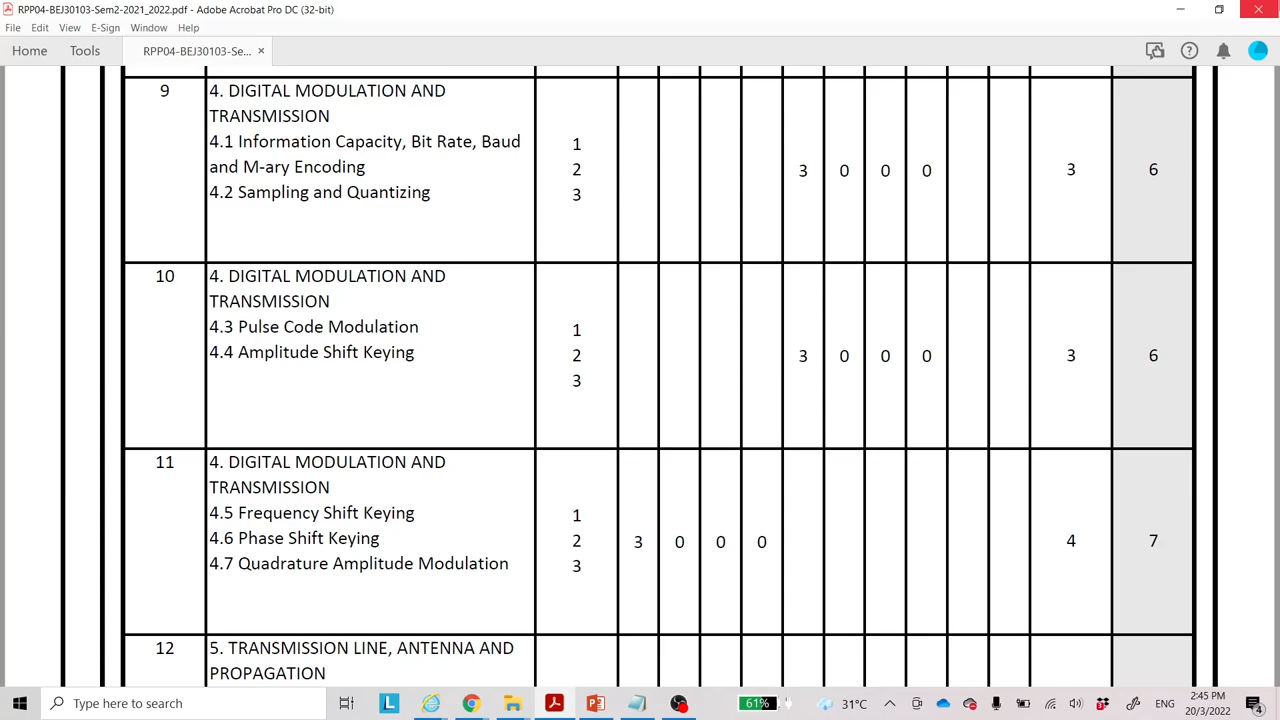 RPP04-BEJ30103-Sem2-2021_2022.pdf - Adobe Acrobat Pro DC (32-bit)
File Edit View E-Sign Window Help
Home Tools RPP04-BEJ30103-Se... ×
9 4. DIGITAL MODULATION AND
TRANSMISSION
4.1 Information Capacity, Bit Rate, Baud
and M-ary Encoding
4.2 Sampling and Quantizing
1
2
3
3 0 0 0 3 6
10 4. DIGITAL MODULATION AND
TRANSMISSION
4.3 Pulse Code Modulation
4.4 Amplitude Shift Keying
1
2
3
3 0 0 0 3 6
11 4. DIGITAL MODULATION AND
TRANSMISSION
4.5 Frequency Shift Keying
4.6 Phase Shift Keying
4.7 Quadrature Amplitude Modulation
1
2
3
3 0 0 0 4 7
12 5. TRANSMISSION LINE, ANTENNA AND
PROPAGATION
Type here to search
L
61%
31°C
ENG
2:45 PM
20/3/2022
4